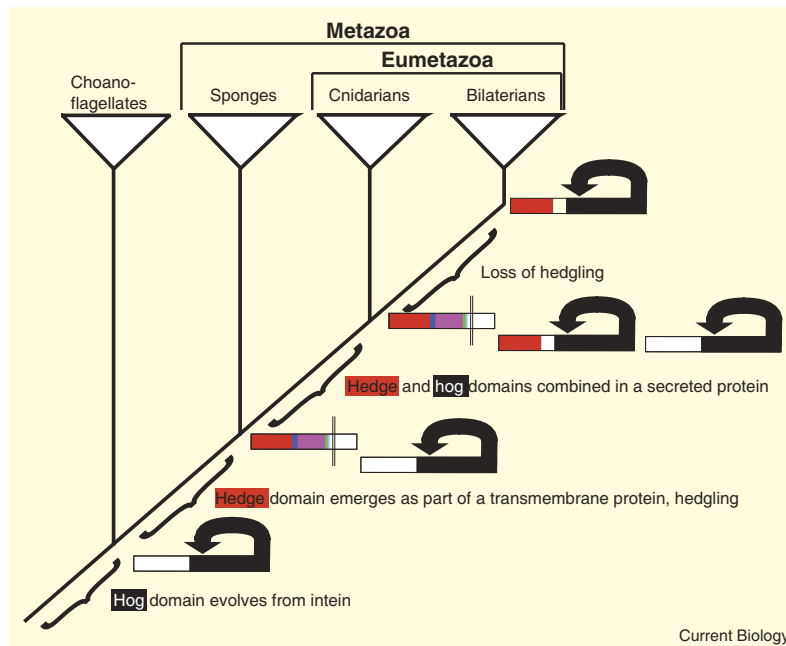 Metazoa
Eumetazoa
Choano-
flagellates
Sponges
Cnidarians
Bilaterians
Loss of hedgling
Hedge and hog domains combined in a secreted protein
Hedge domain emerges as part of a transmembrane protein, hedgling
Hog domain evolves from intein
Current Biology